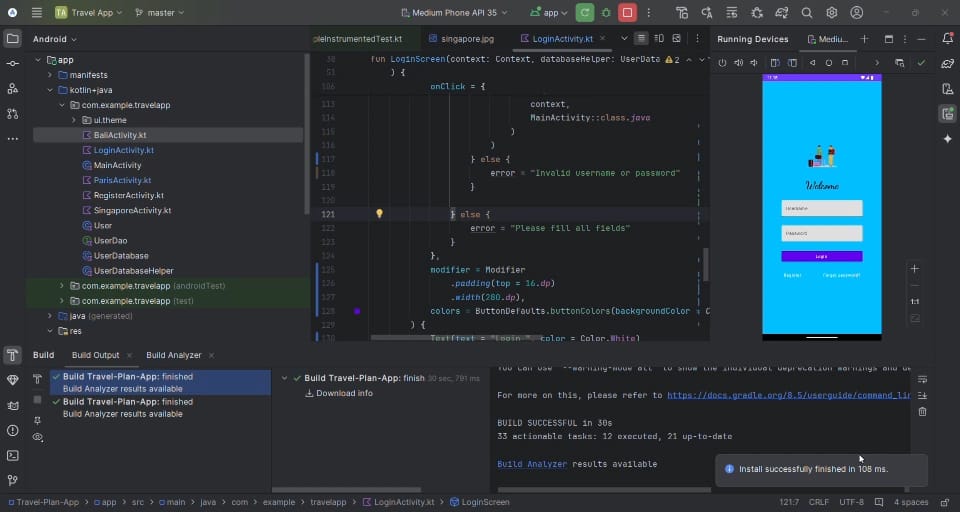 TA Travel App
master
Medium Phone API 35
app
Android
app
manifests
kotlin+java
com.example.travelapp
ui.theme
BaliActivity.kt
LoginActivity.kt
MainActivity
ParisActivity.kt
RegisterActivity.kt
SingaporeActivity.kt
User
UserDao
UserDatabase
UserDatabaseHelper
com.example.travelapp (androidTest)
com.example.travelapp (test)
java (generated)
res
pleInstrumentedTest.kt
singapore.jpg
LoginActivity.kt
30 fun LoginScreen(context: Context, databaseHelper: UserData
2
51 ) {
106 onClick = {
113 context,
114 MainActivity::class.java
115 )
116 )
117 } else {
118 error = "Invalid username or password"
119 }
120
121 } else {
122 error = "Please fill all fields"
123 }
124 },
125 modifier = Modifier
126 .padding(top = 16.dp)
127 .width(280.dp),
128 colors = ButtonDefaults.buttonColors(backgroundColor
129 ) {
130 Text(text = "Login ", color = Color.White)
Running Devices
Mediu...
Welcome
Username
Password
Login
Register
Forgot password?
1:1
Build
Build Output
Build Analyzer
Build Travel-Plan-App: finished
Build Analyzer results available
Build Travel-Plan-App: finished
Build Analyzer results available
Build Travel-Plan-App: finish 30 sec, 791 ms
Download info
You can use '--warning-mode all' to show the individual deprecation warnings and de
For more on this, please refer to https://docs.gradle.org/8.5/userguide/command_lin
BUILD SUCCESSFUL in 30s
33 actionable tasks: 12 executed, 21 up-to-date
Build Analyzer results available
Install successfully finished in 108 ms.
Travel-Plan-App > app > src > main > java > com > example > travelapp > LoginActivity.kt > LoginScreen
121:7 CRLF UTF-8 4 spaces